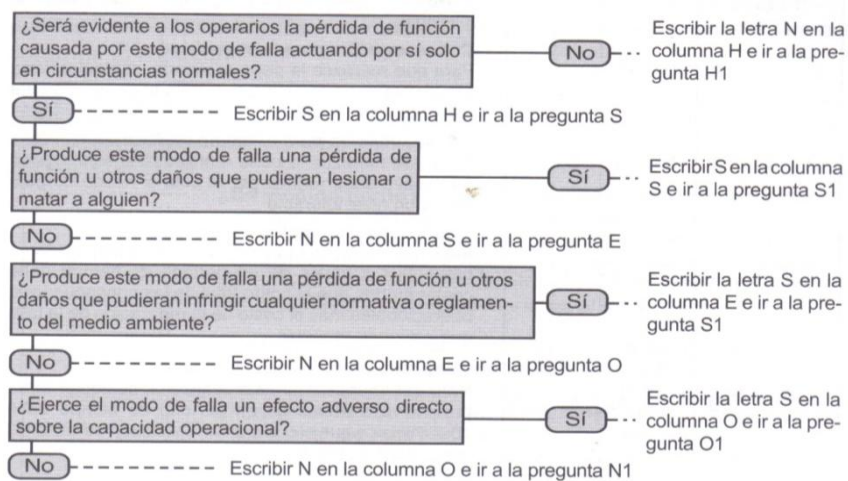 ¿Será evidente a los operarios la pérdida de función
causada por este modo de falla actuando por sí solo
en circunstancias normales?
No
Escribir la letra N en la
columna H e ir a la pre-
gunta H1
Sí
Escribir S en la columna H e ir a la pregunta S
¿Produce este modo de falla una pérdida de
función u otros daños que pudieran lesionar o
matar a alguien?
Sí
Escribir S en la columna
S e ir a la pregunta S1
No
Escribir N en la columna S e ir a la pregunta E
¿Produce este modo de falla una pérdida de función u otros
daños que pudieran infringir cualquier normativa o reglamen-
to del medio ambiente?
Sí
Escribir la letra S en la
columna E e ir a la pre-
gunta S1
No
Escribir N en la columna E e ir a la pregunta O
¿Ejerce el modo de falla un efecto adverso directo
sobre la capacidad operacional?
Sí
Escribir la letra S en la
columna O e ir a la pre-
gunta O1
No
Escribir N en la columna O e ir a la pregunta N1